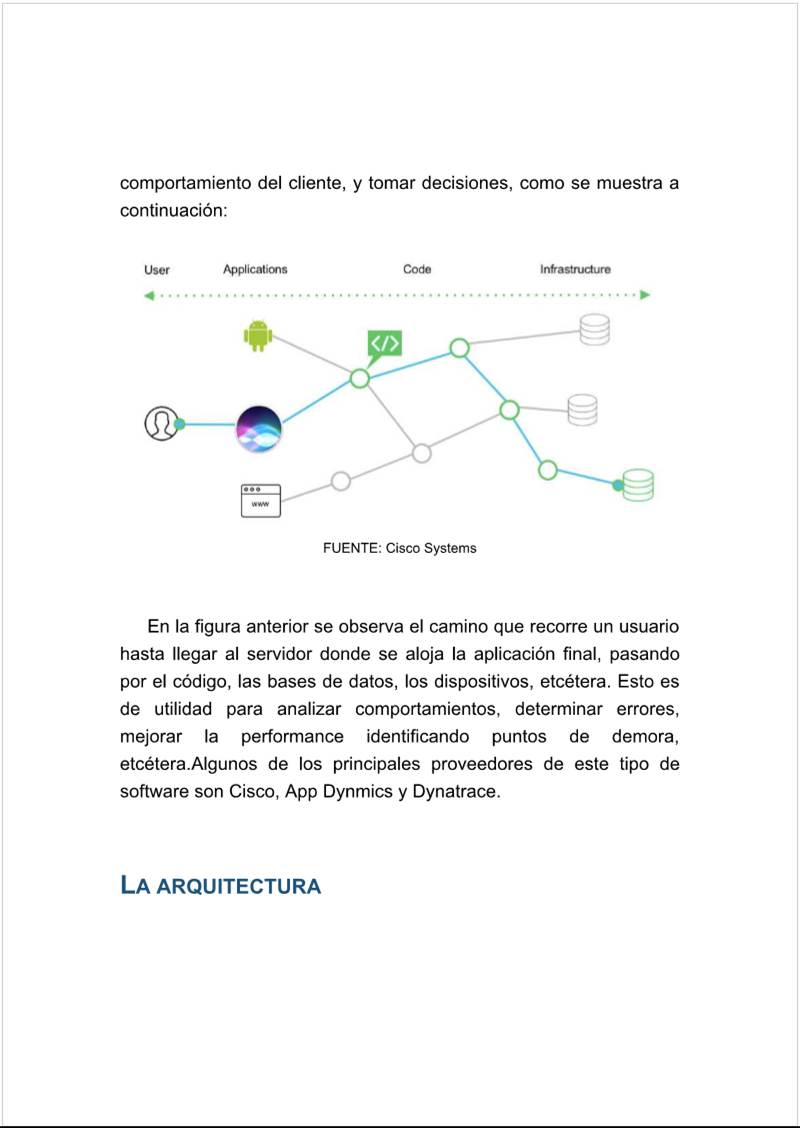 comportamiento del cliente, y tomar decisiones, como se muestra a
continuación:
User Applications Code Infrastructure
</>
www
FUENTE: Cisco Systems
En la figura anterior se observa el camino que recorre un usuario
hasta llegar al servidor donde se aloja la aplicación final, pasando
por el código, las bases de datos, los dispositivos, etcétera. Esto es
de utilidad para analizar comportamientos, determinar errores,
mejorar la performance identificando puntos de demora,
etcétera.Algunos de los principales proveedores de este tipo de
software son Cisco, App Dynmics y Dynatrace.
LA ARQUITECTURA